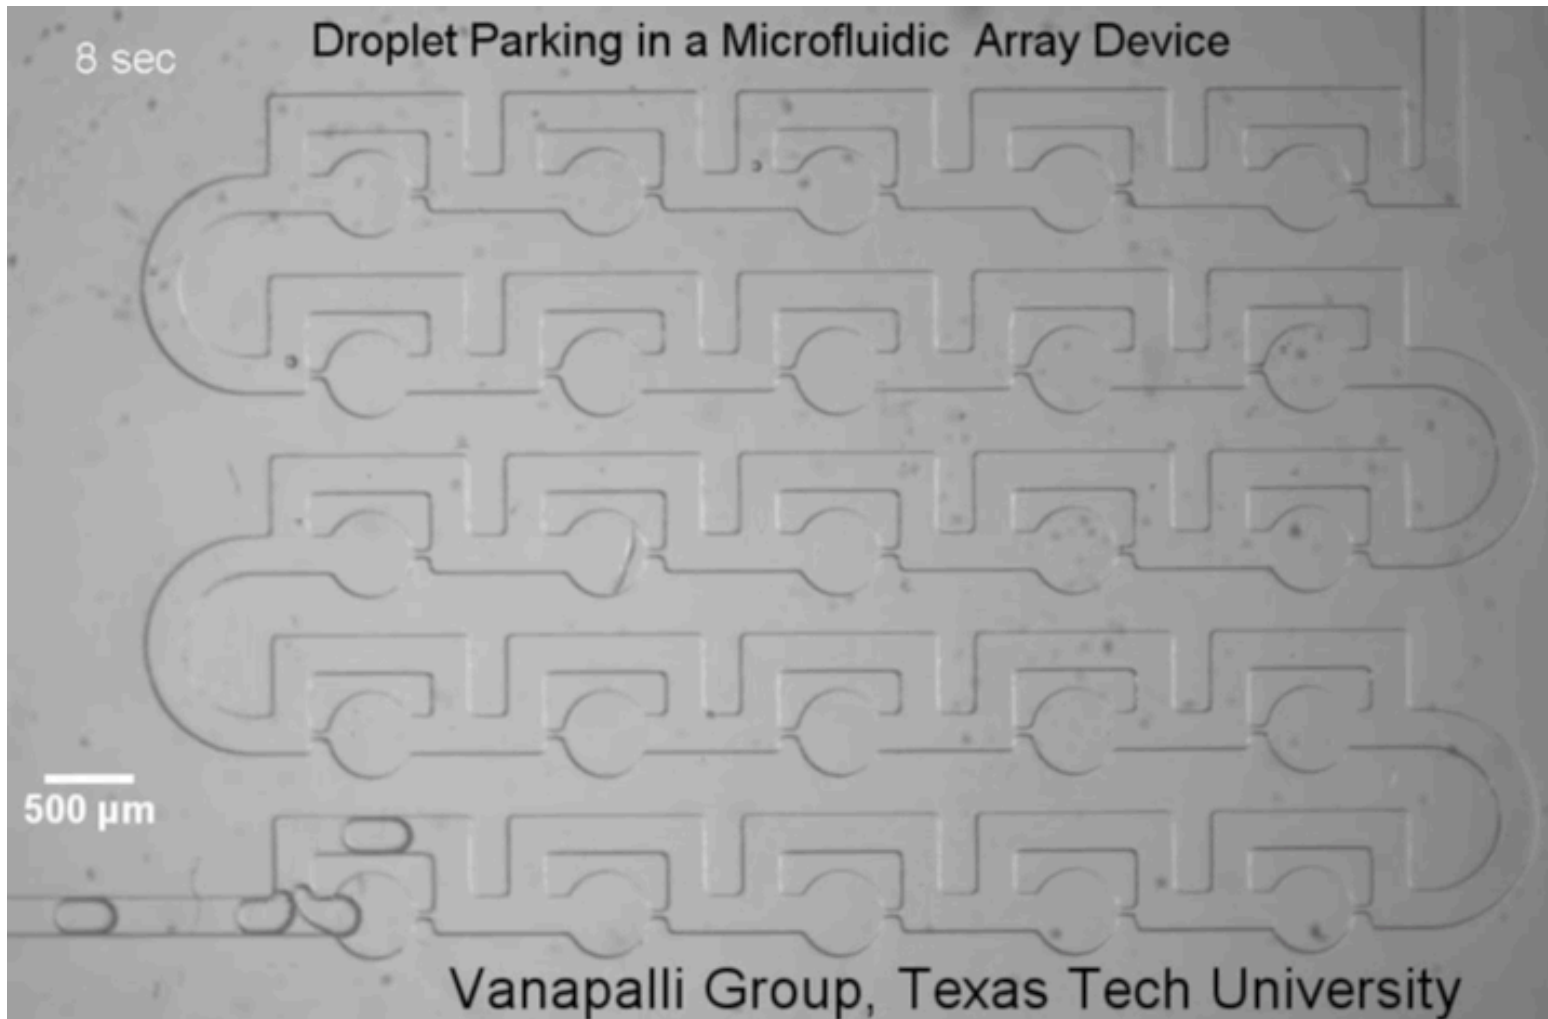 Droplet Parking in a Microfluidic Array Device
8 sec
500 µm
Vanapalli Group, Texas Tech University